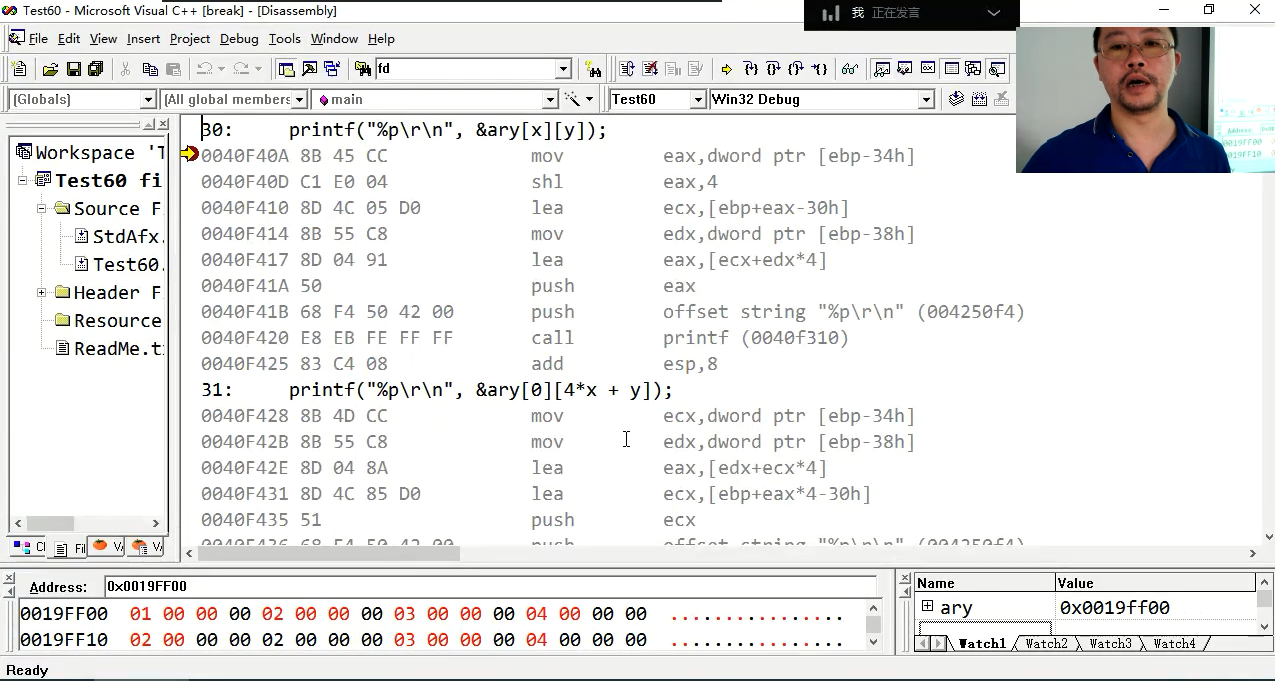 Test60 - Microsoft Visual C++ [break] - [Disassembly]
我 正在发言
File Edit View Insert Project Debug Tools Window Help
fd
(Globals) (All global members main Test60 Win32 Debug
Workspace 'T
Test60 fi
Source F
StdAfx.
Test60.
Header F
Resource
ReadMe.t
30: printf("%p\r\n", &ary[x][y]);
0040F40A 8B 45 CC mov eax,dword ptr [ebp-34h]
0040F40D C1 E0 04 shl eax,4
0040F410 8D 4C 05 D0 lea ecx,[ebp+eax-30h]
0040F414 8B 55 C8 mov edx,dword ptr [ebp-38h]
0040F417 8D 04 91 lea eax,[ecx+edx*4]
0040F41A 50 push eax
0040F41B 68 F4 50 42 00 push offset string "%p\r\n" (004250f4)
0040F420 E8 EB FE FF FF call printf (0040f310)
0040F425 83 C4 08 add esp,8
31: printf("%p\r\n", &ary[0][4*x + y]);
0040F428 8B 4D CC mov ecx,dword ptr [ebp-34h]
0040F42B 8B 55 C8 mov edx,dword ptr [ebp-38h]
0040F42E 8D 04 8A lea eax,[edx+ecx*4]
0040F431 8D 4C 85 D0 lea ecx,[ebp+eax*4-30h]
0040F435 51 push ecx
0040F436 68 F4 50 42 00 push offset string "%p\r\n" (004250f4)
Address: 0x0019FF00
0019FF00 01 00 00 00 02 00 00 00 03 00 00 00 04 00 00 00 ................
0019FF10 02 00 00 00 02 00 00 00 03 00 00 00 04 00 00 00 ................
Name Value
ary 0x0019ff00
Watch1 Watch2 Watch3 Watch4
Ready